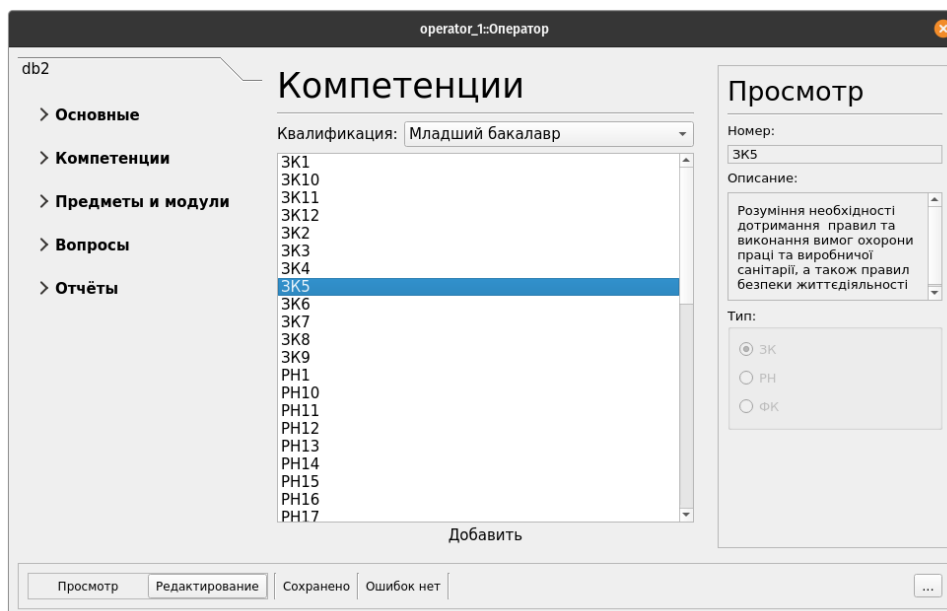 operator_1::Оператор
db2
Основные
Компетенции
Предметы и модули
Вопросы
Отчёты
Компетенции
Квалификация: Младший бакалавр
ЗК1
ЗК10
ЗК11
ЗК12
ЗК2
ЗК3
ЗК4
ЗК5
ЗК6
ЗК7
ЗК8
ЗК9
РН1
РН10
РН11
РН12
РН13
РН14
РН15
РН16
РН17
Добавить
Просмотр
Номер:
ЗК5
Описание:
Розуміння необхідності
дотримання правил та
виконання вимог охорони
праці та виробничої
санітарії, а також правил
безпеки життєдіяльності
Тип:
ЗК
РН
ФК
Просмотр Редактирование Сохранено Ошибок нет ...